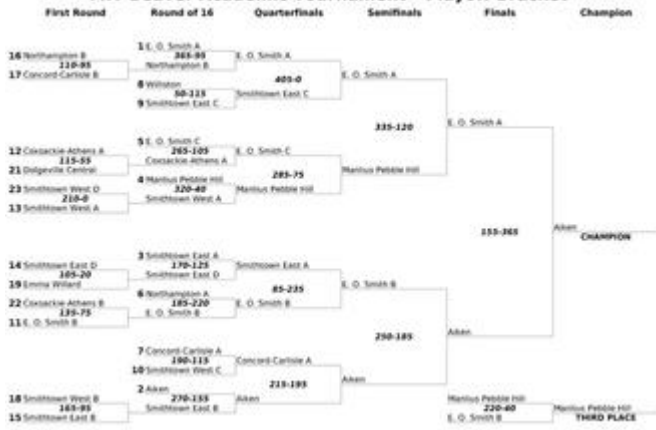 First Round Round of 16 Quarterfinals Semifinals Finals Champion
16 Northampton B
110-95
17 Concord-Carlisle B
12 Coxsackie-Athens A
115-55
21 Dolgeville Central
23 Smithtown West D
210-0
13 Smithtown West A
14 Smithtown East D
105-20
19 Emma Willard
22 Coxsackie-Athens B
135-75
11 E. O. Smith B
18 Smithtown West B
165-95
15 Smithtown East B
1 E. O. Smith A
365-95
Northampton B
8 Williston
50-115
9 Smithtown East C
5 E. O. Smith C
265-105
Coxsackie-Athens A
4 Manlius Pebble Hill
320-40
Smithtown West A
3 Smithtown East A
170-125
Smithtown East D
6 Northampton A
185-220
E. O. Smith B
7 Concord-Carlisle A
190-115
10 Smithtown West C
2 Aiken
270-155
Smithtown East B
E. O. Smith A
405-0
Smithtown East C
E. O. Smith C
285-75
Manlius Pebble Hill
Smithtown East A
85-235
E. O. Smith B
Concord-Carlisle A
215-195
Aiken
E. O. Smith A
335-120
Manlius Pebble Hill
E. O. Smith B
250-185
Aiken
E. O. Smith A
155-365
Aiken
Manlius Pebble Hill
220-40
E. O. Smith B
Aiken
CHAMPION
Manlius Pebble Hill
THIRD PLACE